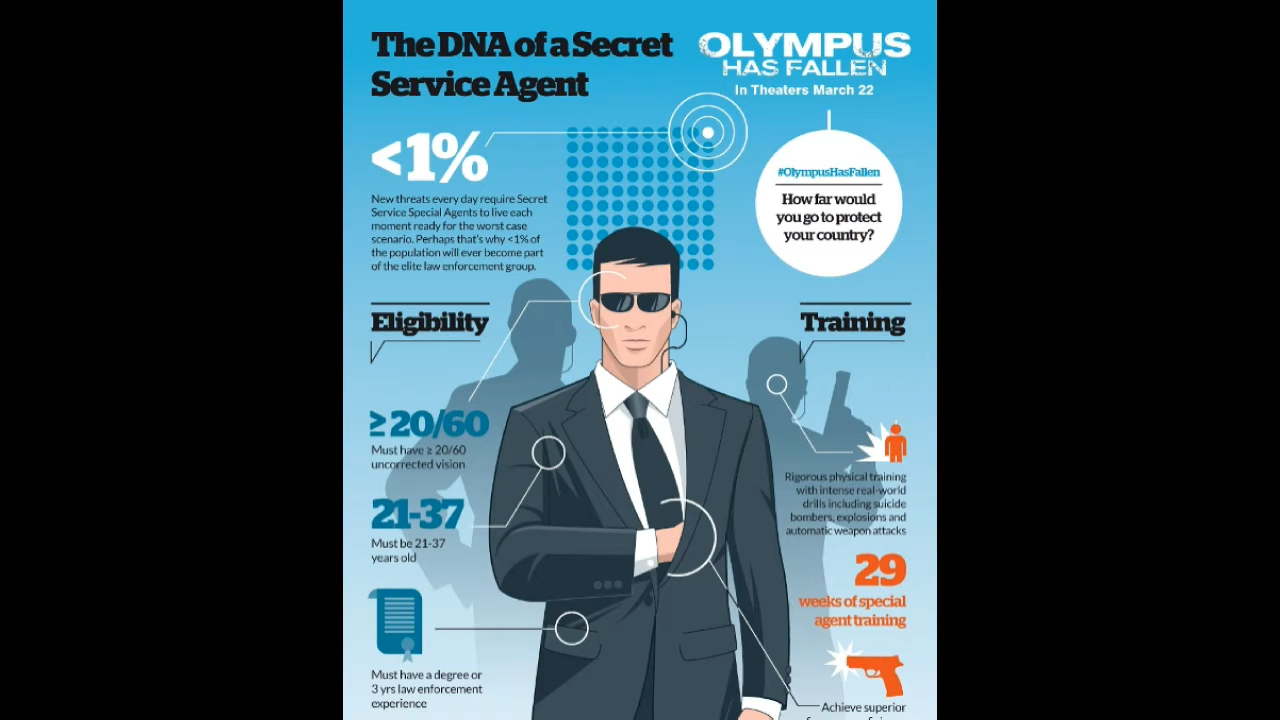 The DNA of a Secret
Service Agent
OLYMPUS
HAS FALLEN
In Theaters March 22
<1%
New threats every day require Secret
Service Special Agents to live each
moment ready for the worst case
scenario. Perhaps that's why <1% of
the population will ever become part
of the elite law enforcement group.
#OlympusHasFallen
How far would
you go to protect
your country?
Eligibility
≥20/60
Must have ≥ 20/60
uncorrected vision
21-37
Must be 21-37
years old
Must have a degree or
3 yrs law enforcement
experience
Training
Rigorous physical training
with intense real-world
drills including suicide
bombers, explosions and
automatic weapon attacks
29
weeks of special
agent training
Achieve superior